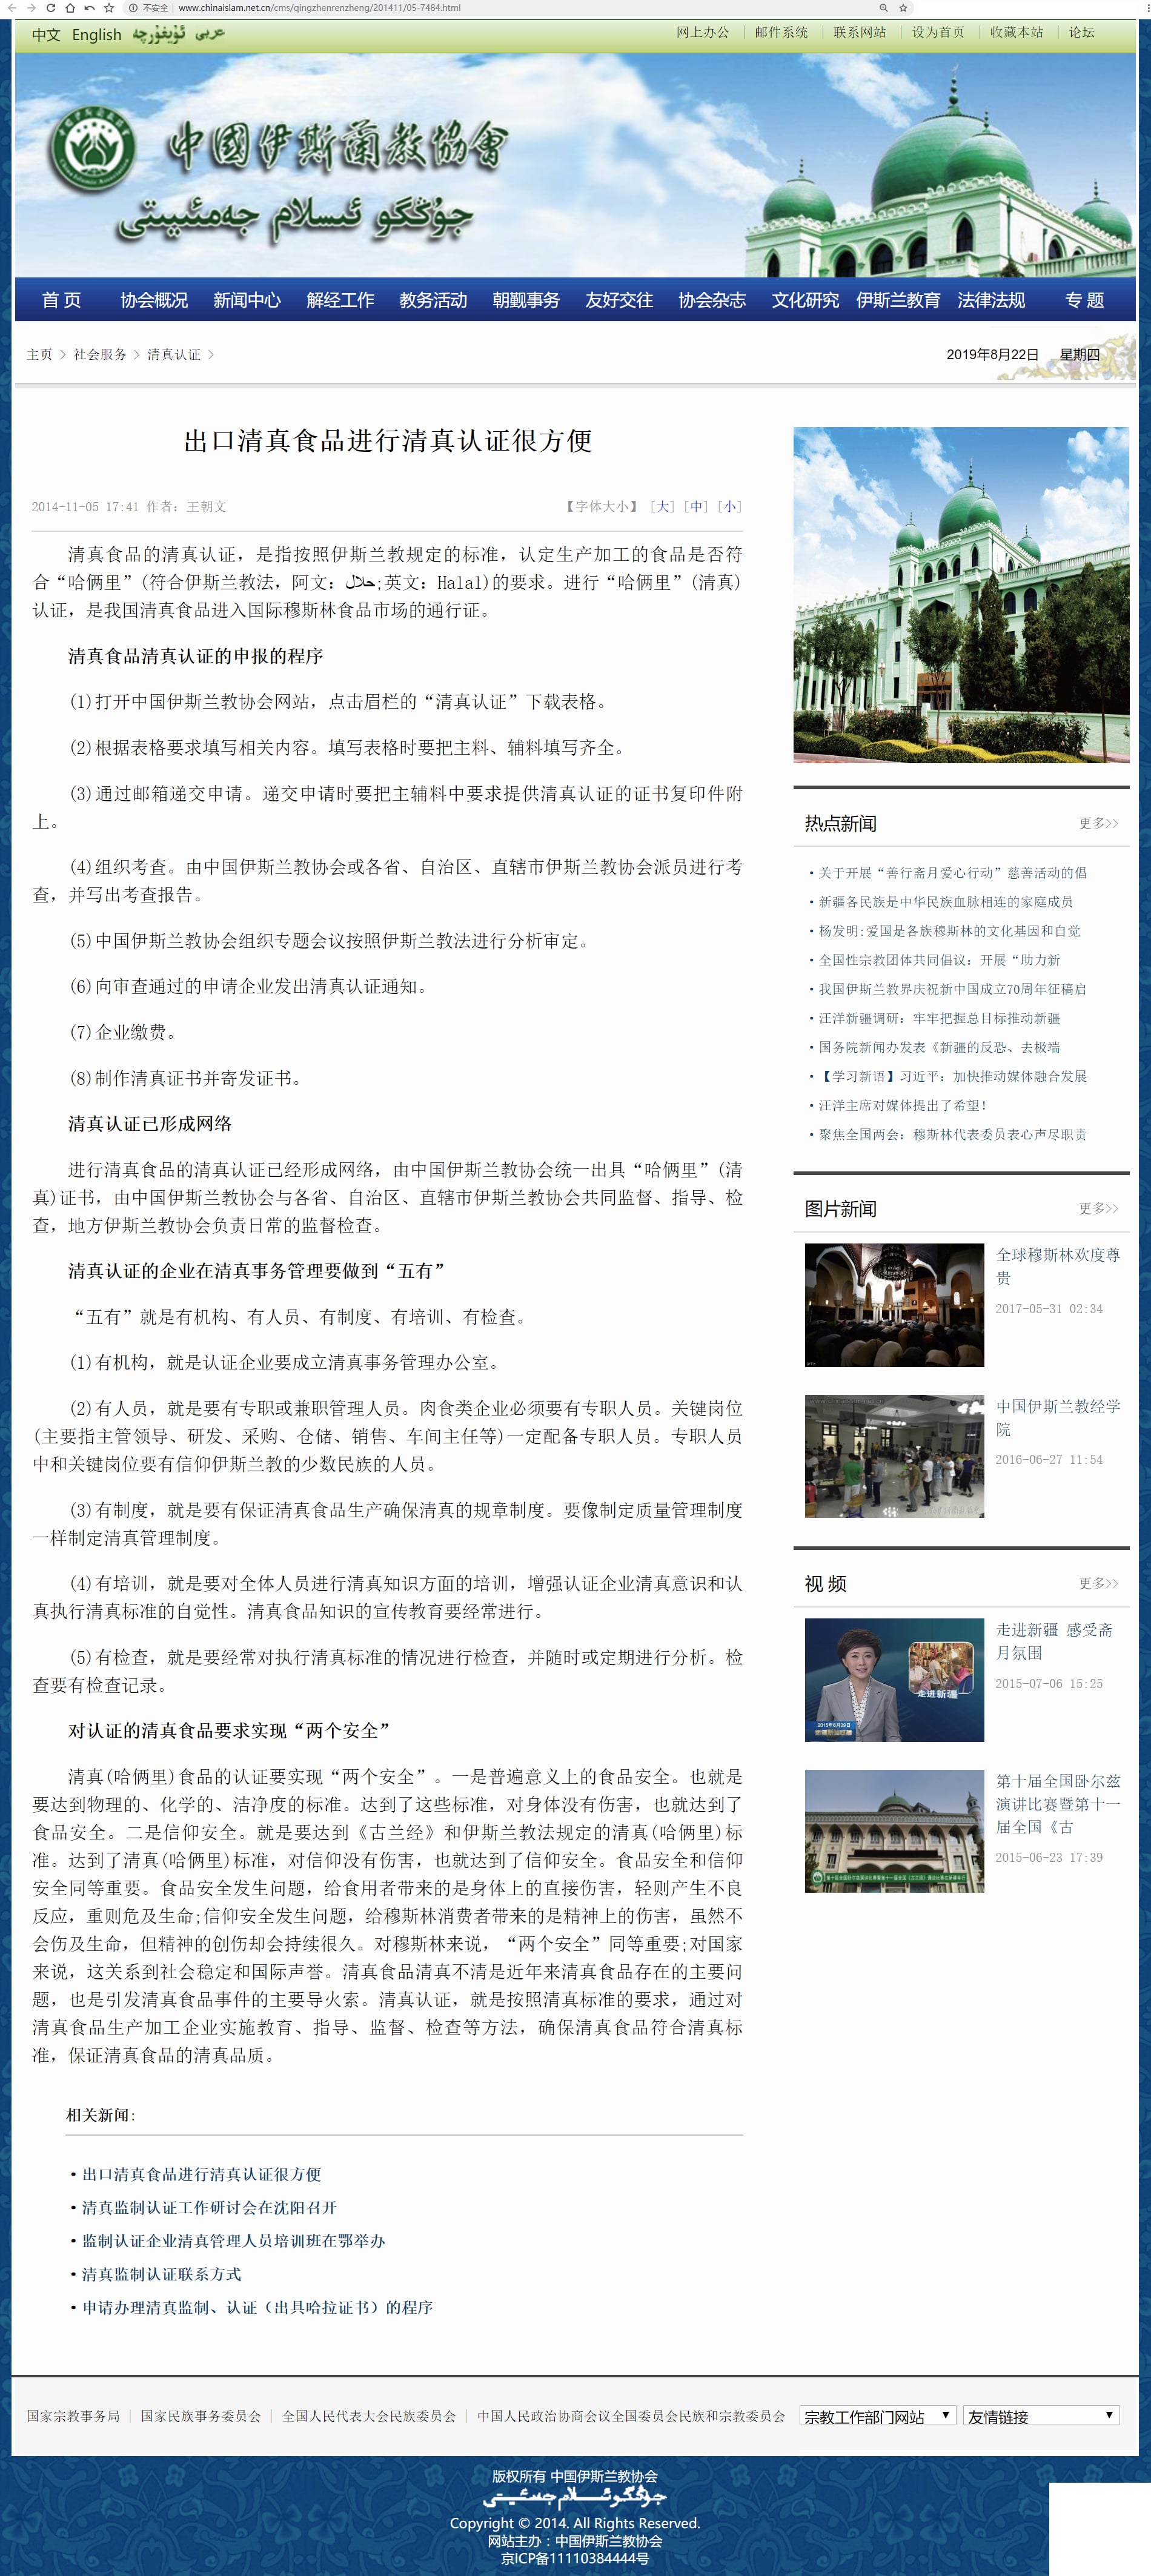 不安全 | www.chinaislam.net.cn/cms/qingzhenrenzheng/201411/05-7484.html
中文 English ئۇيغۇرچە عربي
网上办公 | 邮件系统 | 联系网站 | 设为首页 | 收藏本站 | 论坛
中國伊斯蘭教協會
جۇڭگو ئىسلام جەمئىيىتى
首 页 协会概况 新闻中心 解经工作 教务活动 朝觐事务 友好交往 协会杂志 文化研究 伊斯兰教育 法律法规 专 题
主页 > 社会服务 > 清真认证 >
2019年8月22日 星期四
出口清真食品进行清真认证很方便
2014-11-05 17:41 作者：王朝文
【字体大小】 [大] [中] [小]
清真食品的清真认证，是指按照伊斯兰教规定的标准，认定生产加工的食品是否符
合“哈俩里”(符合伊斯兰教法，阿文：حلال;英文：Halal)的要求。进行“哈俩里”(清真)
认证，是我国清真食品进入国际穆斯林食品市场的通行证。
清真食品清真认证的申报的程序
(1)打开中国伊斯兰教协会网站，点击眉栏的“清真认证”下载表格。
(2)根据表格要求填写相关内容。填写表格时要把主料、辅料填写齐全。
(3)通过邮箱递交申请。递交申请时要把主辅料中要求提供清真认证的证书复印件附
上。
(4)组织考查。由中国伊斯兰教协会或各省、自治区、直辖市伊斯兰教协会派员进行考
查，并写出考查报告。
(5)中国伊斯兰教协会组织专题会议按照伊斯兰教法进行分析审定。
(6)向审查通过的申请企业发出清真认证通知。
(7)企业缴费。
(8)制作清真证书并寄发证书。
清真认证已形成网络
进行清真食品的清真认证已经形成网络，由中国伊斯兰教协会统一出具“哈俩里”(清
真)证书，由中国伊斯兰教协会与各省、自治区、直辖市伊斯兰教协会共同监督、指导、检
查，地方伊斯兰教协会负责日常的监督检查。
清真认证的企业在清真事务管理要做到“五有”
“五有”就是有机构、有人员、有制度、有培训、有检查。
(1)有机构，就是认证企业要成立清真事务管理办公室。
(2)有人员，就是要有专职或兼职管理人员。肉食类企业必须要有专职人员。关键岗位
(主要指主管领导、研发、采购、仓储、销售、车间主任等)一定配备专职人员。专职人员
中和关键岗位要有信仰伊斯兰教的少数民族的人员。
(3)有制度，就是要有保证清真食品生产确保清真的规章制度。要像制定质量管理制度
一样制定清真管理制度。
(4)有培训，就是要对全体人员进行清真知识方面的培训，增强认证企业清真意识和认
真执行清真标准的自觉性。清真食品知识的宣传教育要经常进行。
(5)有检查，就是要经常对执行清真标准的情况进行检查，并随时或定期进行分析。检
查要有检查记录。
对认证的清真食品要求实现“两个安全”
清真(哈俩里)食品的认证要实现“两个安全”。一是普遍意义上的食品安全。也就是
要达到物理的、化学的、洁净度的标准。达到了这些标准，对身体没有伤害，也就达到了
食品安全。二是信仰安全。就是要达到《古兰经》和伊斯兰教法规定的清真(哈俩里)标
准。达到了清真(哈俩里)标准，对信仰没有伤害，也就达到了信仰安全。食品安全和信仰
安全同等重要。食品安全发生问题，给食用者带来的是身体上的直接伤害，轻则产生不良
反应，重则危及生命;信仰安全发生问题，给穆斯林消费者带来的是精神上的伤害，虽然不
会伤及生命，但精神的创伤却会持续很久。对穆斯林来说，“两个安全”同等重要;对国家
来说，这关系到社会稳定和国际声誉。清真食品清真不清是近年来清真食品存在的主要问
题，也是引发清真食品事件的主要导火索。清真认证，就是按照清真标准的要求，通过对
清真食品生产加工企业实施教育、指导、监督、检查等方法，确保清真食品符合清真标
准，保证清真食品的清真品质。
相关新闻：
• 出口清真食品进行清真认证很方便
• 清真监制认证工作研讨会在沈阳召开
• 监制认证企业清真管理人员培训班在鄂举办
• 清真监制认证联系方式
• 申请办理清真监制、认证（出具哈拉证书）的程序
热点新闻 更多>>
• 关于开展“善行斋月爱心行动”慈善活动的倡
• 新疆各民族是中华民族血脉相连的家庭成员
• 杨发明:爱国是各族穆斯林的文化基因和自觉
• 全国性宗教团体共同倡议：开展“助力新
• 我国伊斯兰教界庆祝新中国成立70周年征稿启
• 汪洋新疆调研：牢牢把握总目标推动新疆
• 国务院新闻办发表《新疆的反恐、去极端
• 【学习新语】习近平：加快推动媒体融合发展
• 汪洋主席对媒体提出了希望！
• 聚焦全国两会：穆斯林代表委员表心声尽职责
图片新闻 更多>>
全球穆斯林欢度尊
贵
2017-05-31 02:34
中国伊斯兰教经学
院
2016-06-27 11:54
视 频 更多>>
走进新疆
2015年6月29日
走进新疆 感受斋
月氛围
2015-07-06 15:25
第十届全国卧尔兹
演讲比赛暨第十一
届全国《古
2015-06-23 17:39
国家宗教事务局 | 国家民族事务委员会 | 全国人民代表大会民族委员会 | 中国人民政治协商会议全国委员会民族和宗教委员会 宗教工作部门网站 友情链接
版权所有 中国伊斯兰教协会
جۇڭگو ئىسلام جەمئىيىتى
Copyright © 2014. All Rights Reserved.
网站主办：中国伊斯兰教协会
京ICP备11110384444号